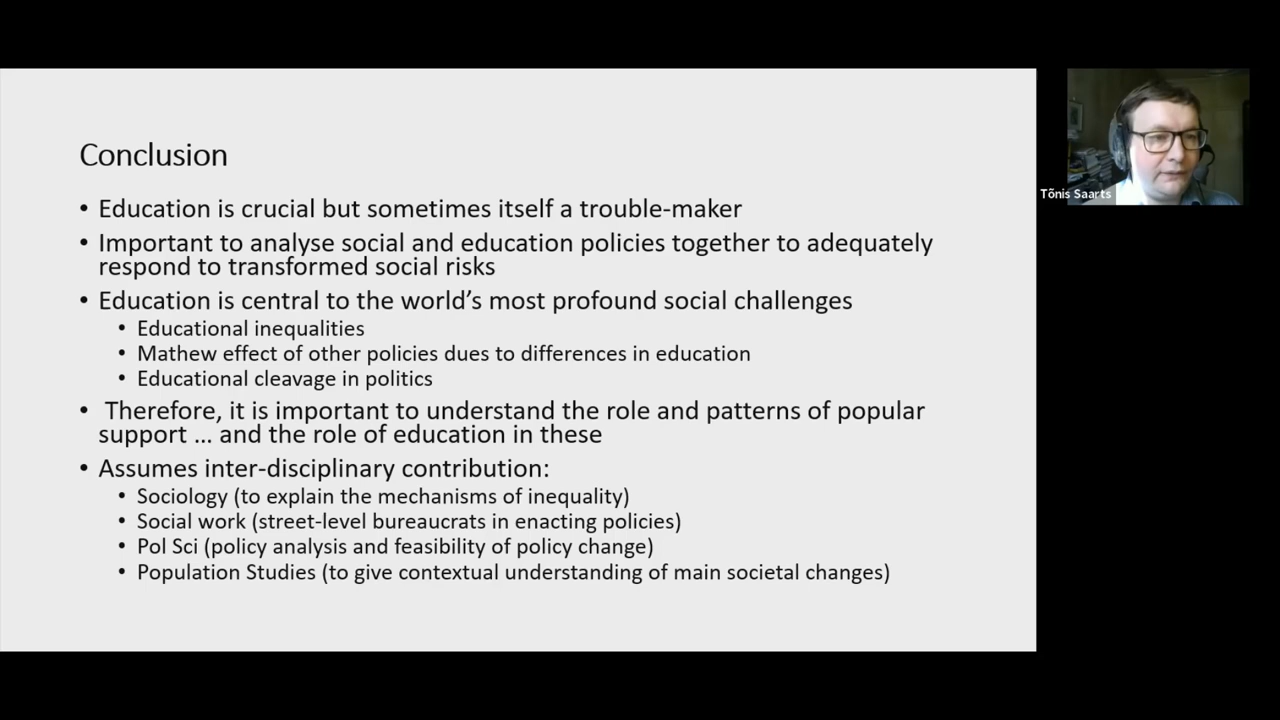 Conclusion
• Education is crucial but sometimes itself a trouble-maker
• Important to analyse social and education policies together to adequately
respond to transformed social risks
• Education is central to the world's most profound social challenges
• Educational inequalities
• Mathew effect of other policies dues to differences in education
• Educational cleavage in politics
• Therefore, it is important to understand the role and patterns of popular
support ... and the role of education in these
• Assumes inter-disciplinary contribution:
• Sociology (to explain the mechanisms of inequality)
• Social work (street-level bureaucrats in enacting policies)
• Pol Sci (policy analysis and feasibility of policy change)
• Population Studies (to give contextual understanding of main societal changes)
Tõnis Saarts